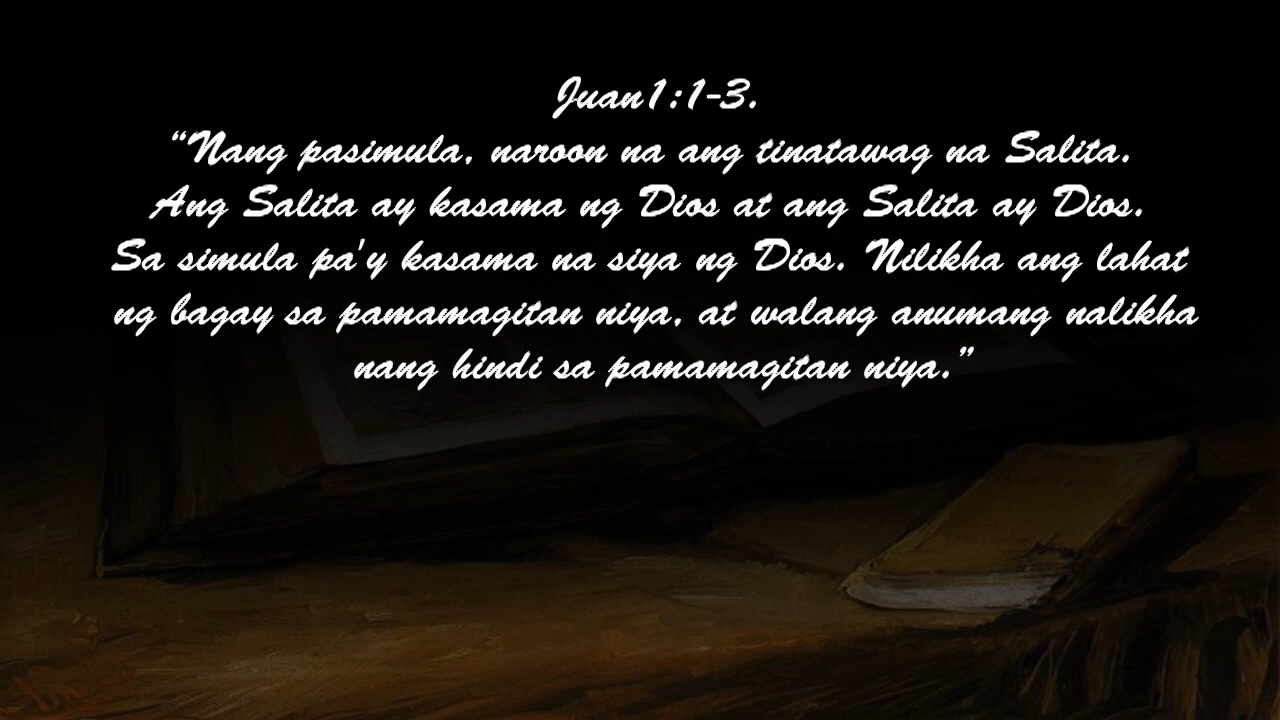 Juan1:1-3.
“Nang pasimula, naroon na ang tinatawag na Salita.
Ang Salita ay kasama ng Dios at ang Salita ay Dios.
Sa simula pa'y kasama na siya ng Dios. Nilikha ang lahat
ng bagay sa pamamagitan niya, at walang anumang nalikha
nang hindi sa pamamagitan niya.”